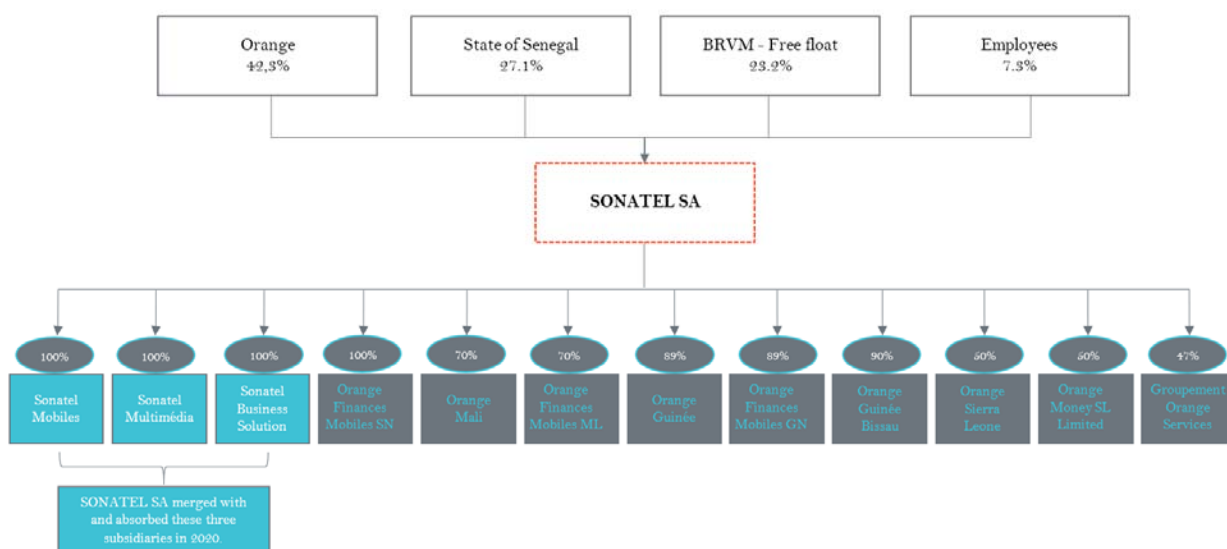 Orange
42,3%
State of Senegal
27.1%
BRVM - Free float
23.2%
Employees
7.3%
SONATEL SA
100%
100%
100%
100%
70%
70%
89%
89%
90%
50%
50%
47%
Sonatel
Mobiles
Sonatel
Multimédia
Sonatel
Business
Solution
Orange
Finances
Mobiles SN
Orange
Mali
Orange
Finances
Mobiles ML
Orange
Guinée
Orange
Finances
Mobiles GN
Orange
Guinée
Bissau
Orange
Sierra
Leone
Orange
Money SL
Limited
Groupement
Orange
Services
SONATEL SA merged with
and absorbed these three
subsidiaries in 2020.